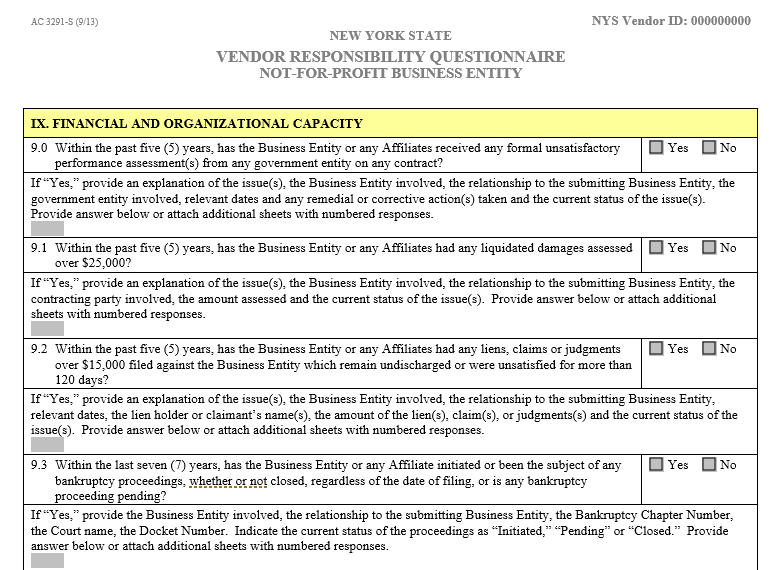 AC 3291-S (9/13)
NYS Vendor ID: 000000000
NEW YORK STATE
VENDOR RESPONSIBILITY QUESTIONNAIRE
NOT-FOR-PROFIT BUSINESS ENTITY
IX. FINANCIAL AND ORGANIZATIONAL CAPACITY
9.0 Within the past five (5) years, has the Business Entity or any Affiliates received any formal unsatisfactory
performance assessment(s) from any government entity on any contract?
Yes No
If “Yes,” provide an explanation of the issue(s), the Business Entity involved, the relationship to the submitting Business Entity, the
government entity involved, relevant dates and any remedial or corrective action(s) taken and the current status of the issue(s).
Provide answer below or attach additional sheets with numbered responses.
9.1 Within the past five (5) years, has the Business Entity or any Affiliates had any liquidated damages assessed
over $25,000?
Yes No
If “Yes,” provide an explanation of the issue(s), the Business Entity involved, the relationship to the submitting Business Entity, the
contracting party involved, the amount assessed and the current status of the issue(s). Provide answer below or attach additional
sheets with numbered responses.
9.2 Within the past five (5) years, has the Business Entity or any Affiliates had any liens, claims or judgments
over $15,000 filed against the Business Entity which remain undischarged or were unsatisfied for more than
120 days?
Yes No
If “Yes,” provide an explanation of the issue(s), the Business Entity involved, the relationship to the submitting Business Entity,
relevant dates, the lien holder or claimant’s name(s), the amount of the lien(s), claim(s), or judgments(s) and the current status of the
issue(s). Provide answer below or attach additional sheets with numbered responses.
9.3 Within the last seven (7) years, has the Business Entity or any Affiliate initiated or been the subject of any
bankruptcy proceedings, whether or not closed, regardless of the date of filing, or is any bankruptcy
proceeding pending?
Yes No
If “Yes,” provide the Business Entity involved, the relationship to the submitting Business Entity, the Bankruptcy Chapter Number,
the Court name, the Docket Number. Indicate the current status of the proceedings as “Initiated,” “Pending” or “Closed.” Provide
answer below or attach additional sheets with numbered responses.